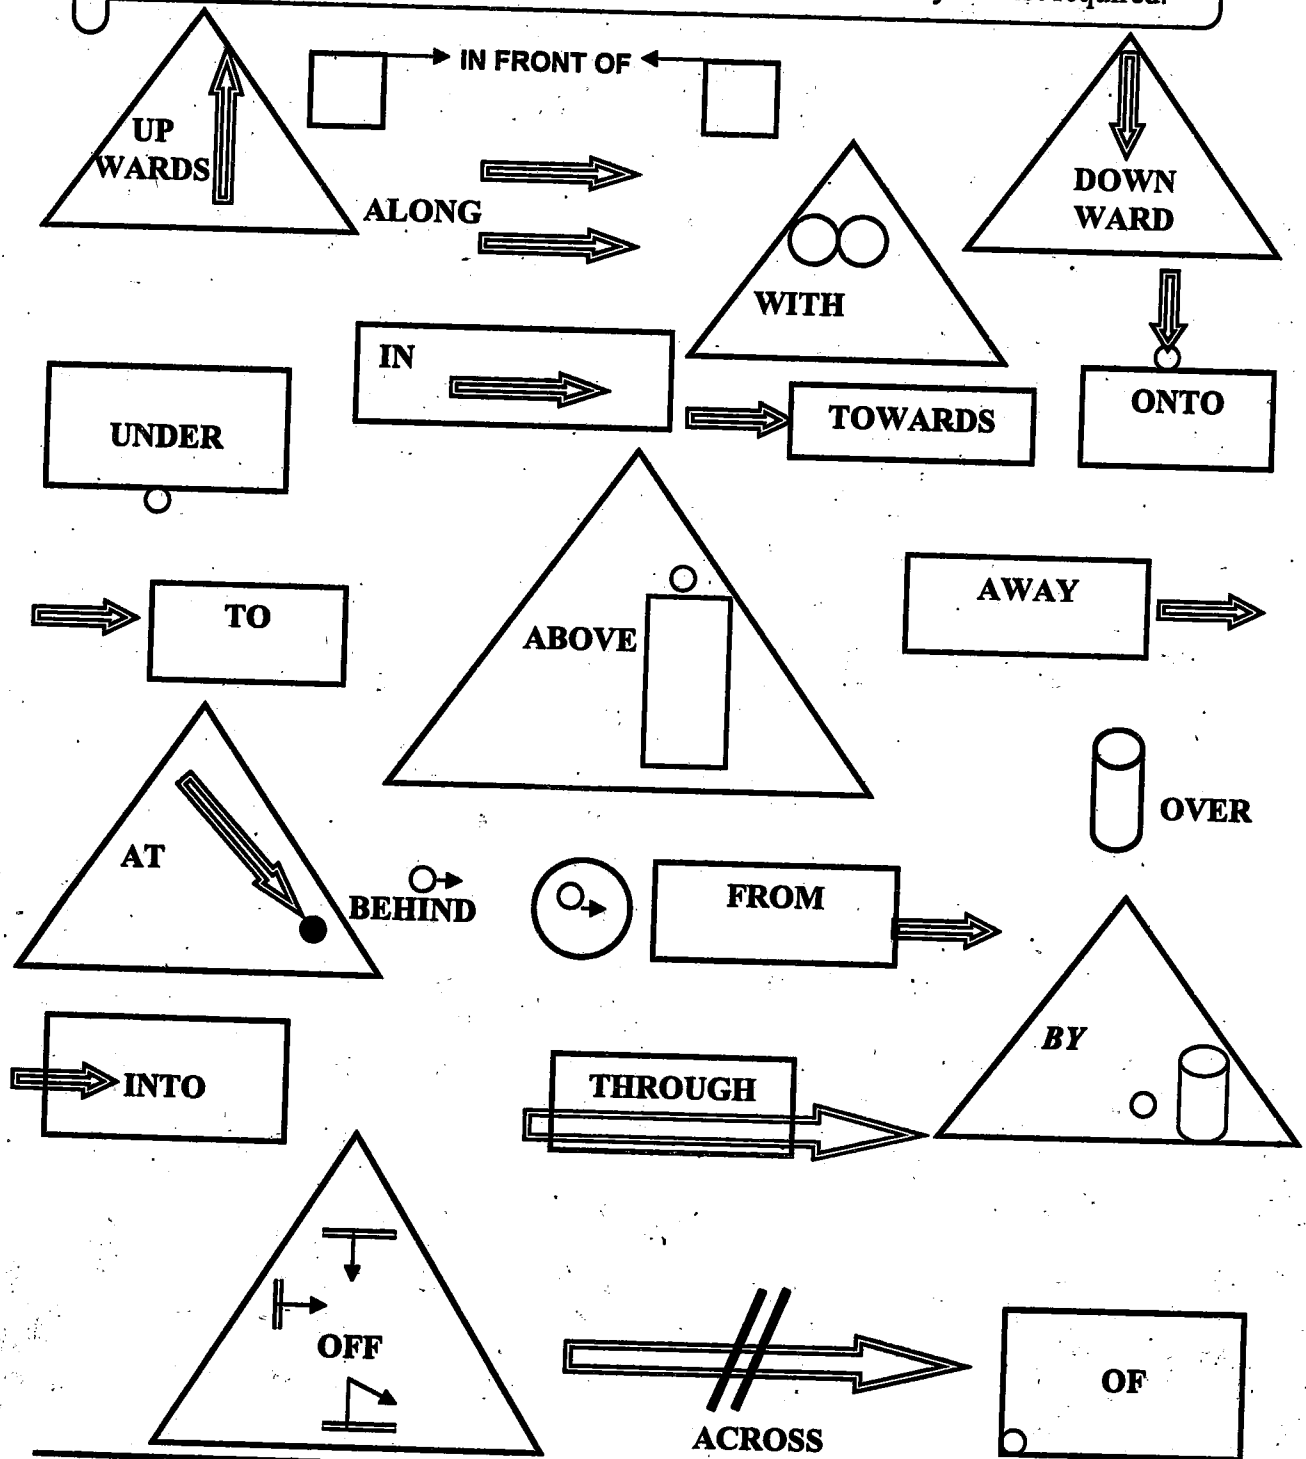 required.
IN FRONT OF
UP
WARDS
ALONG
DOWN
WARD
WITH
IN
UNDER
TOWARDS
ONTO
TO
ABOVE
AWAY
AT
OVER
BEHIND
FROM
BY
INTO
THROUGH
OFF
ACROSS
OF